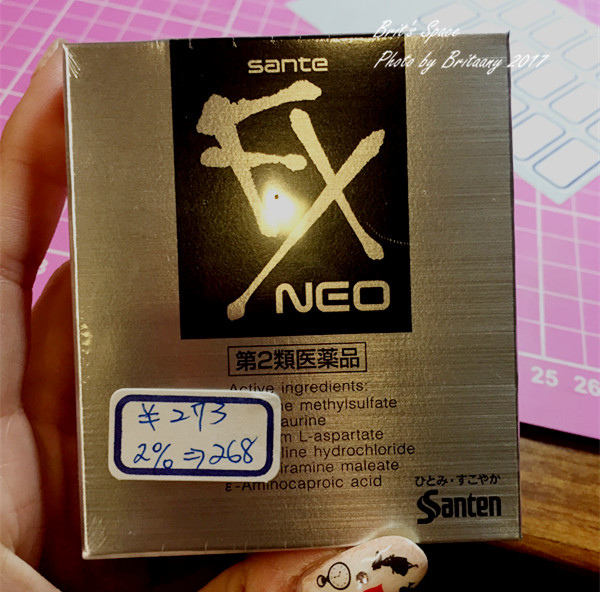 Brit's Space
Photo by Britaany 2017
sante
FX
NEO
第2類医薬品
Active ingredients:
ne methylsulfate
aurine
m L-aspartate
line hydrochloride
iramine maleate
ε-Aminocaproic acid
¥273
2%⇒268
ひとみ・すこやか
Santen
25 26